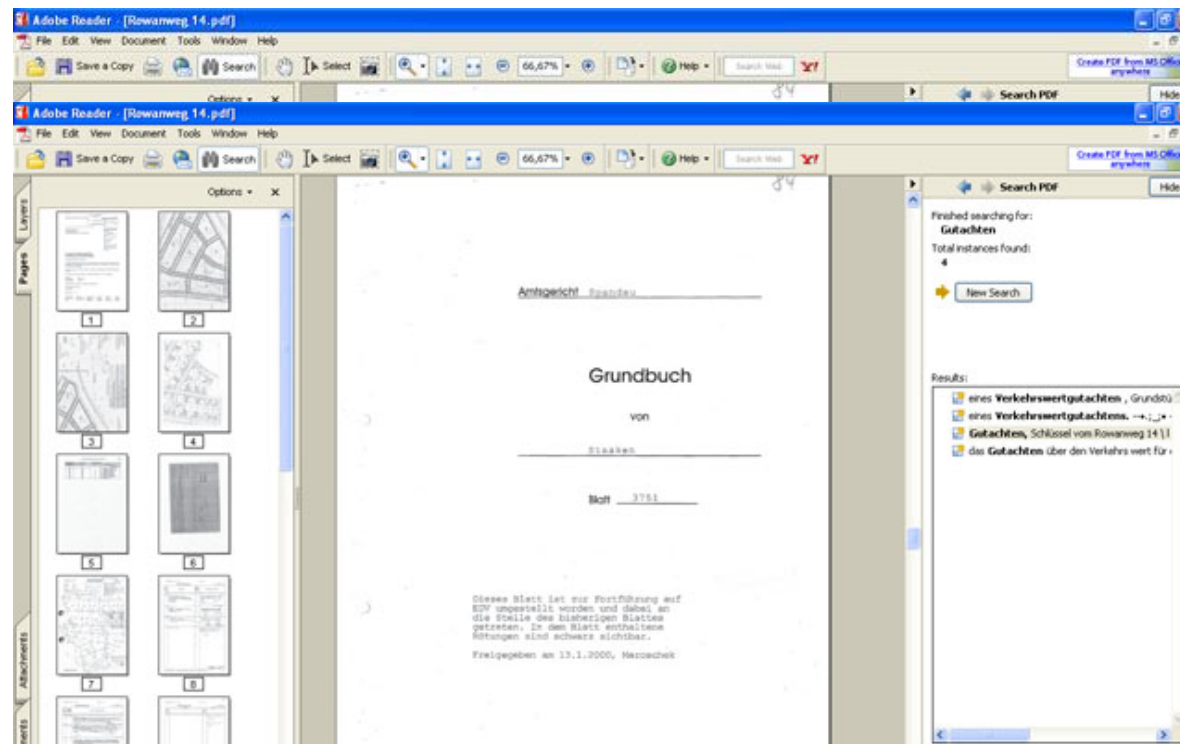 Adobe Reader - [Rowanweg 14.pdf]
File Edit View Document Tools Window Help
Save a Copy Search Select 66,67% Help Search Web Y!
Create PDF from MS Office
anywhere
Options x 84 Search PDF Hide
Adobe Reader - [Rowanweg 14.pdf]
File Edit View Document Tools Window Help
Save a Copy Search Select 66,67% Help Search Web Y!
Create PDF from MS Office
anywhere
Options x
Layers
Pages
Attachments
1 2
3 4
5 6
7 8
84
Amtsgericht Spandau
Grundbuch
von
Staaken
Blatt 3751
Dieses Blatt ist zur Fortführung auf
EDV umgestellt worden und dabei an
die Stelle des bisherigen Blattes
getreten. In dem Blatt enthaltene
Rötungen sind schwarz sichtbar.
Freigegeben am 13.1.2000,
Search PDF Hide
Finished searching for:
Gutachten
Total instances found:
4
New Search
Results:
eines Verkehrswertgutachten , Grundstü
eines Verkehrswertgutachtens.
Gutachten, Schlüssel vom Rowanweg 14 \
das Gutachten über den Verkehrs wert für